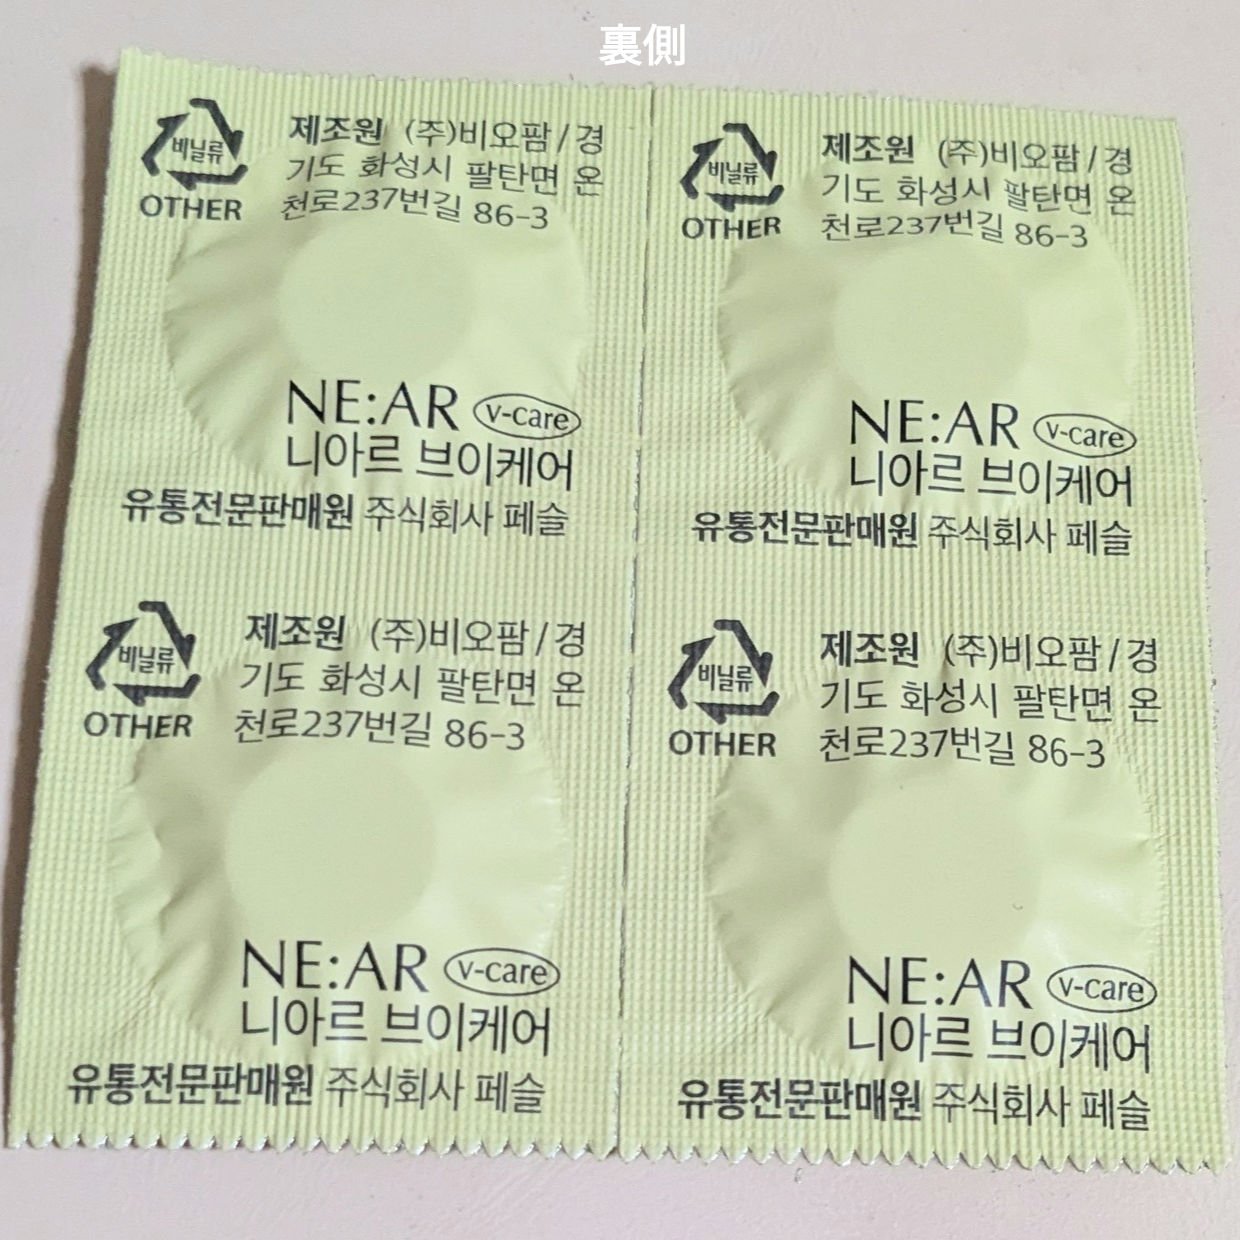 裏側
비닐류
OTHER
제조원 (주)비오팜/경
기도 화성시 팔탄면 온
천로237번길 86-3
NE:AR v-care
니아르 브이케어
유통전문판매원 주식회사 페슬
비닐류
OTHER
제조원 (주)비오팜/경
기도 화성시 팔탄면 온
천로237번길 86-3
NE:AR v-care
니아르 브이케어
유통전문판매원 주식회사 페슬
비닐류
OTHER
제조원 (주)비오팜/경
기도 화성시 팔탄면 온
천로237번길 86-3
NE:AR v-care
니아르 브이케어
유통전문판매원 주식회사 페슬
비닐류
OTHER
제조원 (주)비오팜/경
기도 화성시 팔탄면 온
천로237번길 86-3
NE:AR v-care
니아르 브이케어
유통전문판매원 주식회사 페슬